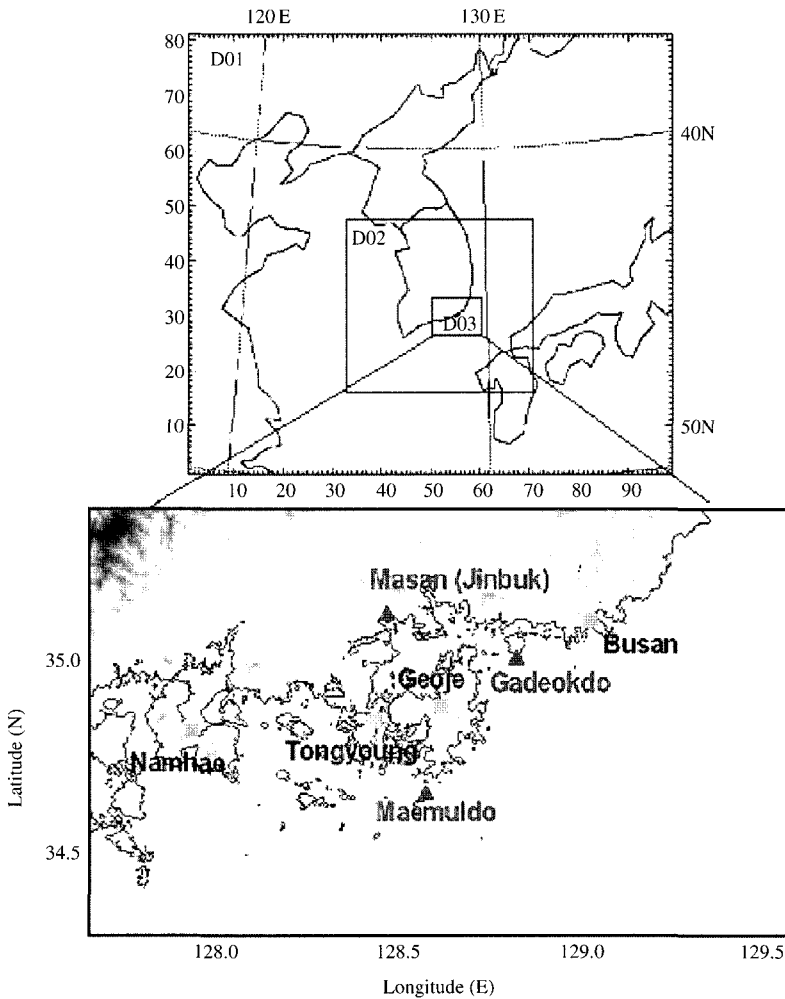 120 E 130 E
80
D01
70
40N
60
50
D02
40
30
D03
20
10
50N
10 20 30 40 50 60 70 80 90
Masan (Jinbuk)
Busan
35.0
Geoje Gadeokdo
Tongyoung
Namhae
Maemuldo
34.5
Latitude (N)
128.0 128.5 129.0 129.5
Longitude (E)